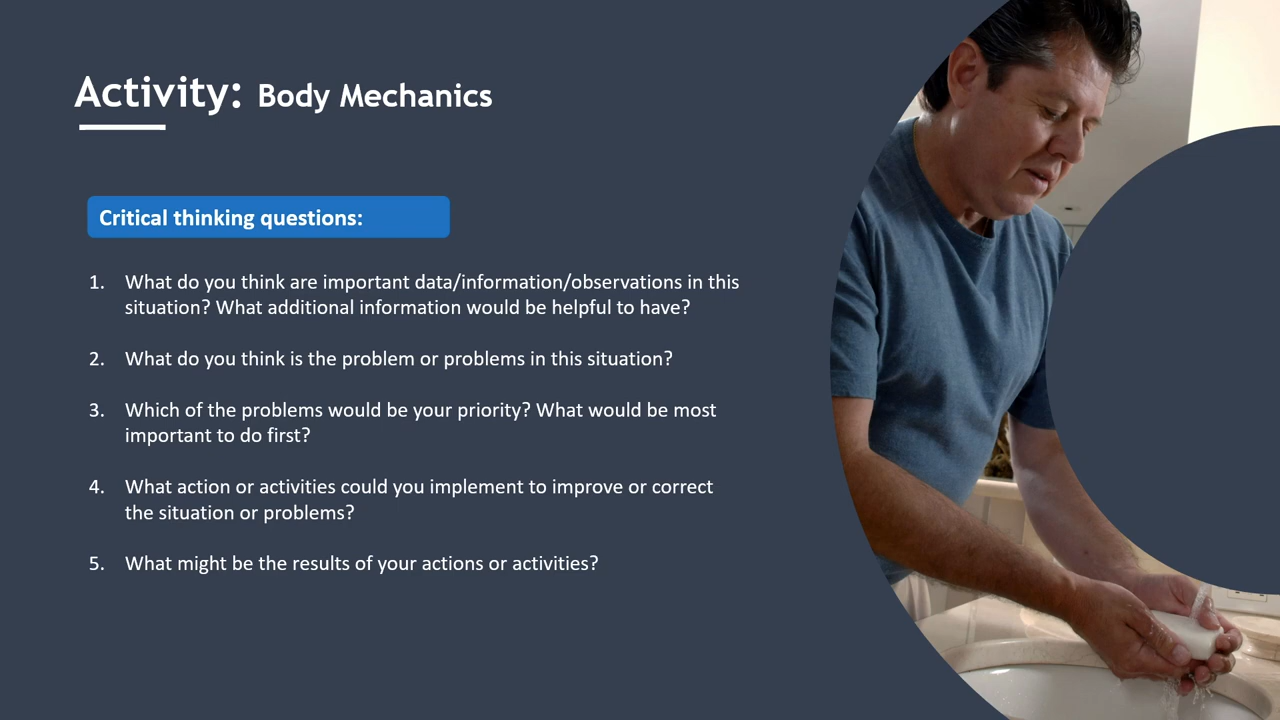 Activity: Body Mechanics
Critical thinking questions:
1. What do you think are important data/information/observations in this
situation? What additional information would be helpful to have?
2. What do you think is the problem or problems in this situation?
3. Which of the problems would be your priority? What would be most
important to do first?
4. What action or activities could you implement to improve or correct
the situation or problems?
5. What might be the results of your actions or activities?